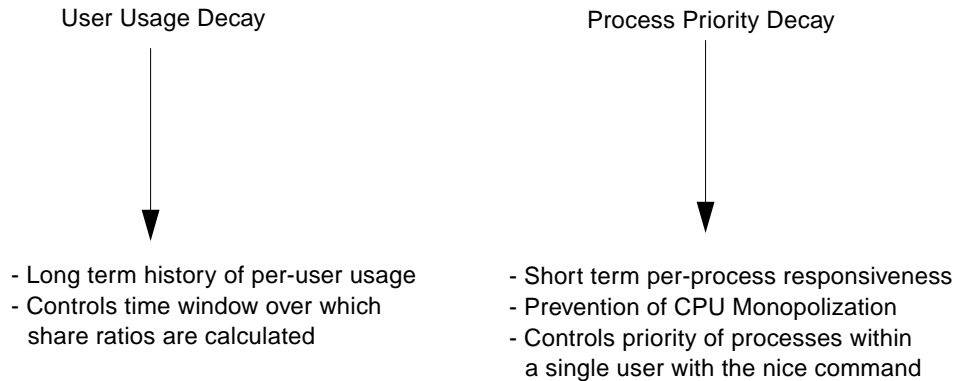 User Usage Decay
Process Priority Decay
- Long term history of per-user usage
- Controls time window over which
share ratios are calculated
- Short term per-process responsiveness
- Prevention of CPU Monopolization
- Controls priority of processes within
a single user with the nice command